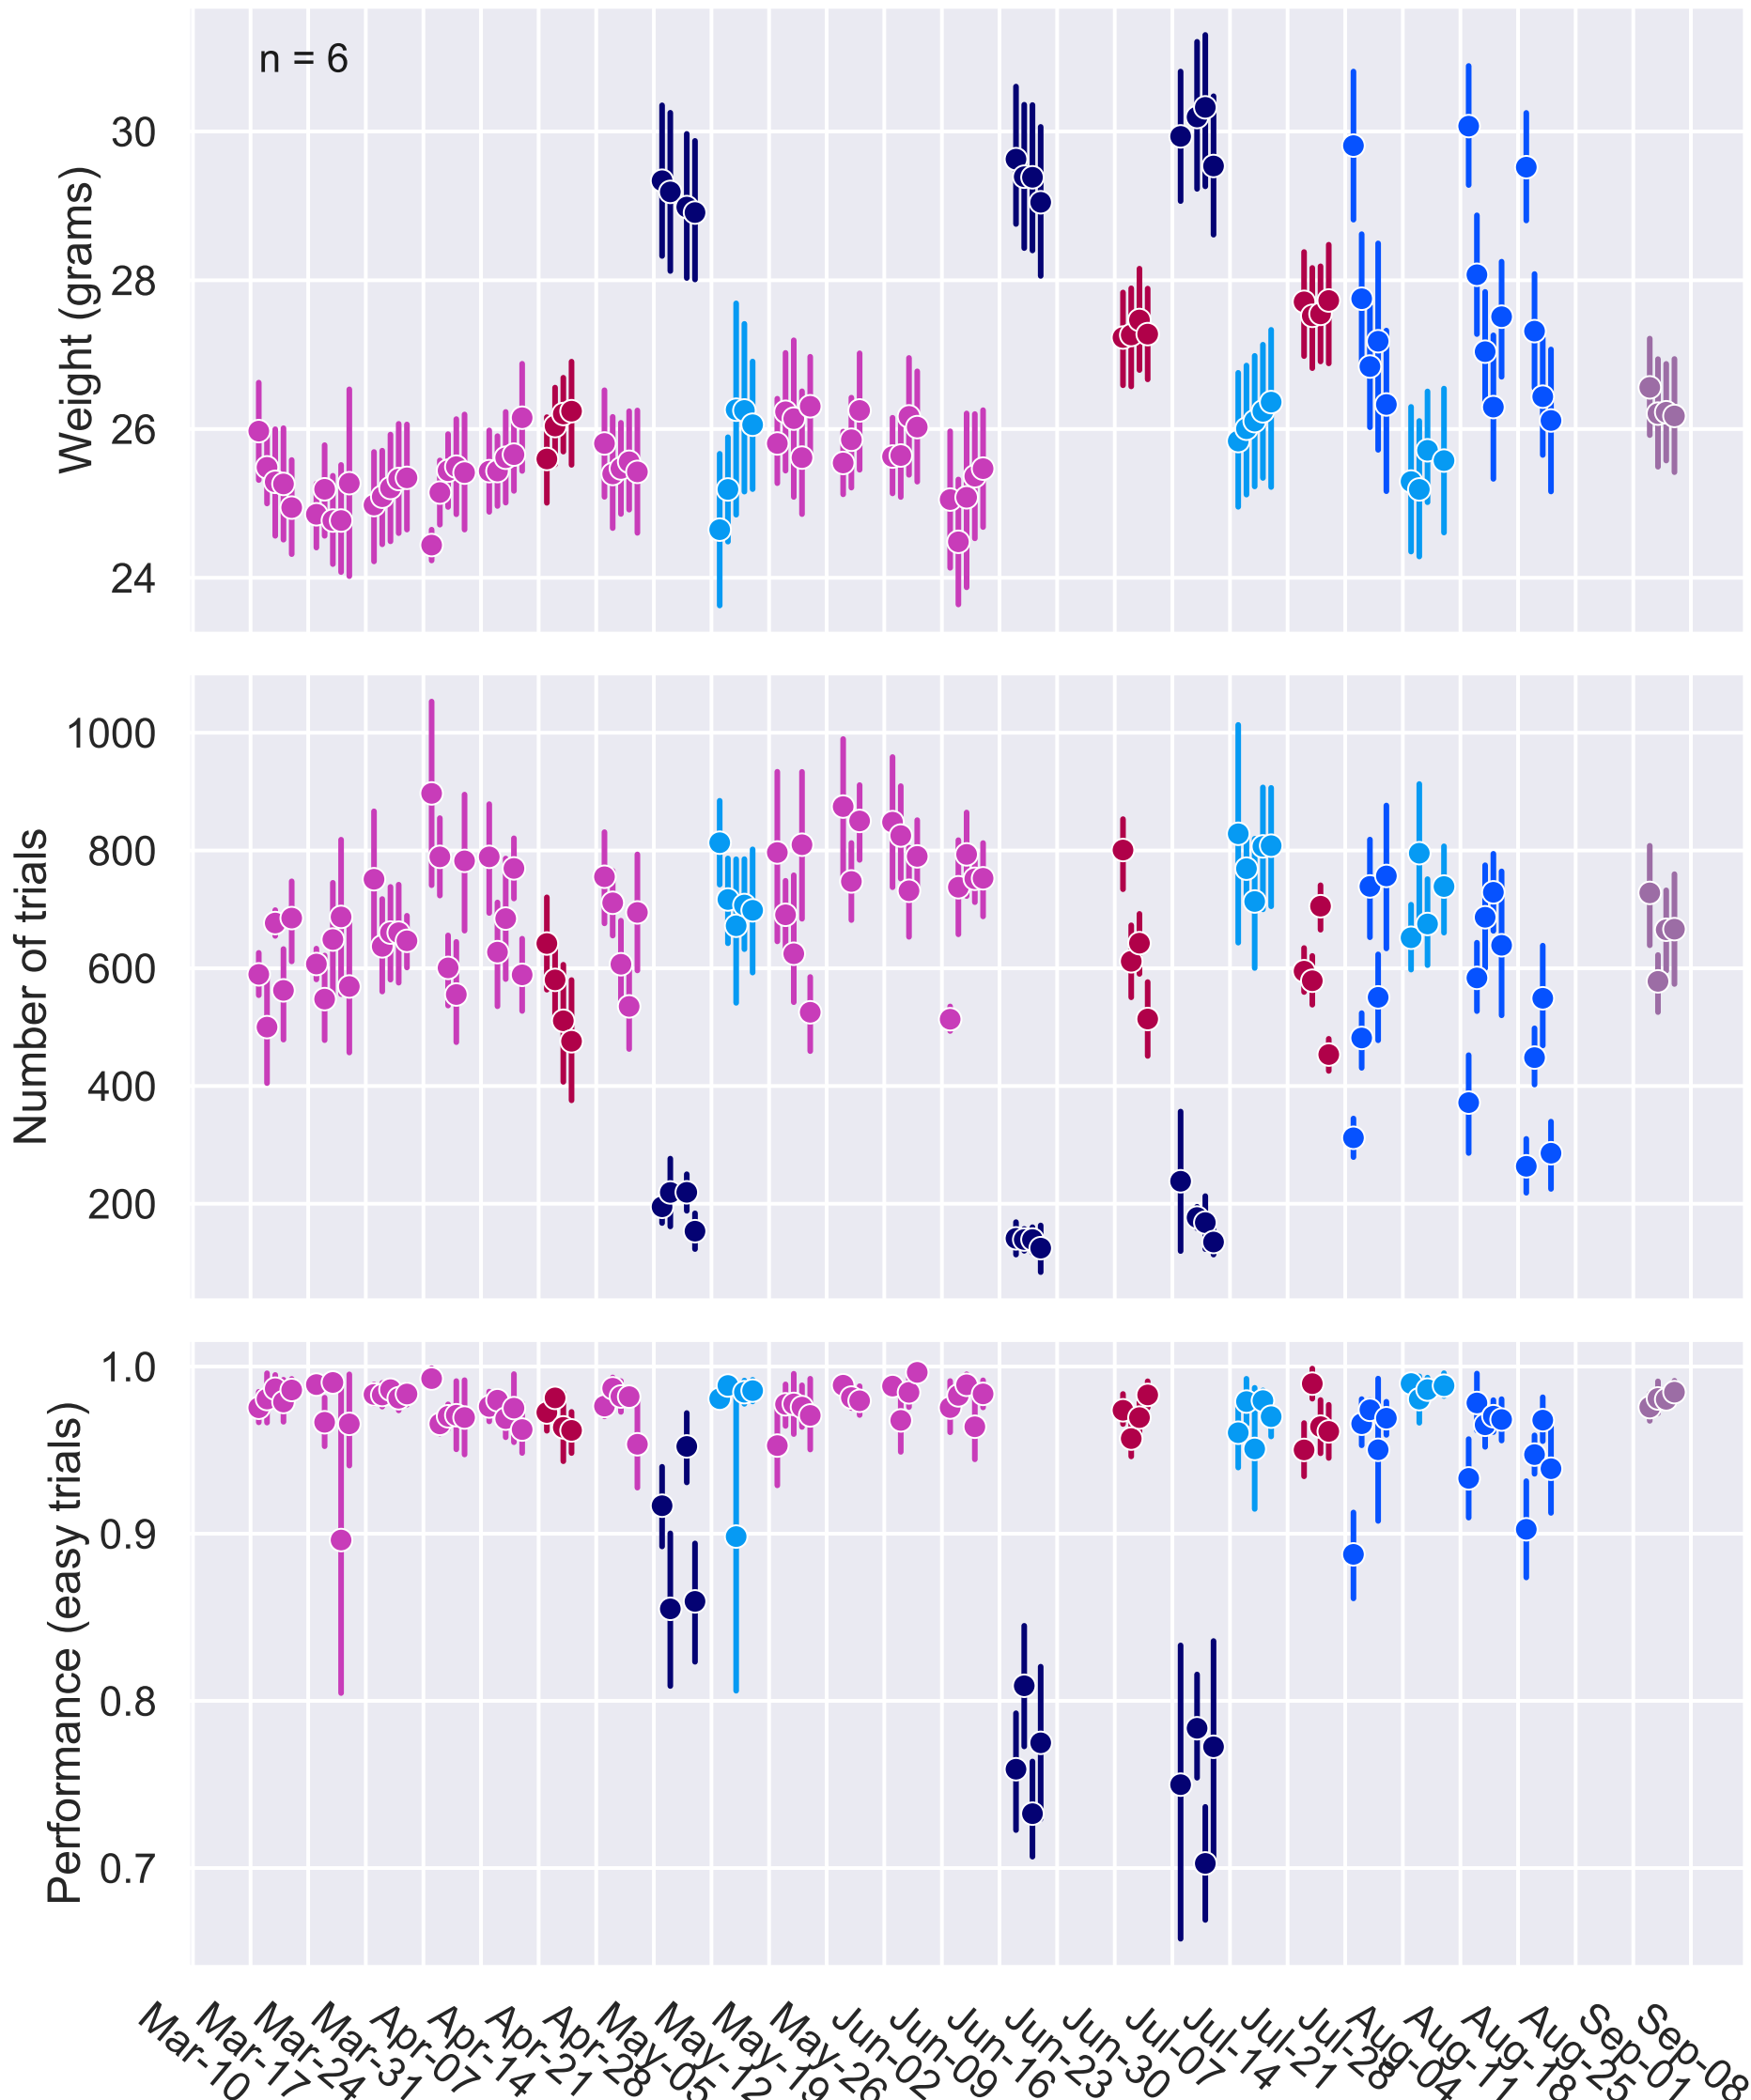 n = 6
Weight (grams)
30
28
26
24
Number of trials
1000
800
600
400
200
Performance (easy trials)
1.0
0.9
0.8
0.7
Mar-10
Mar-17
Mar-24
Mar-31
Apr-07
Apr-14
Apr-21
Apr-28
May-05
May-12
May-19
May-26
Jun-02
Jun-09
Jun-16
Jun-23
Jun-30
Jul-07
Jul-14
Jul-21
Jul-28
Aug-04
Aug-11
Aug-18
Aug-25
Sep-01
Sep-08